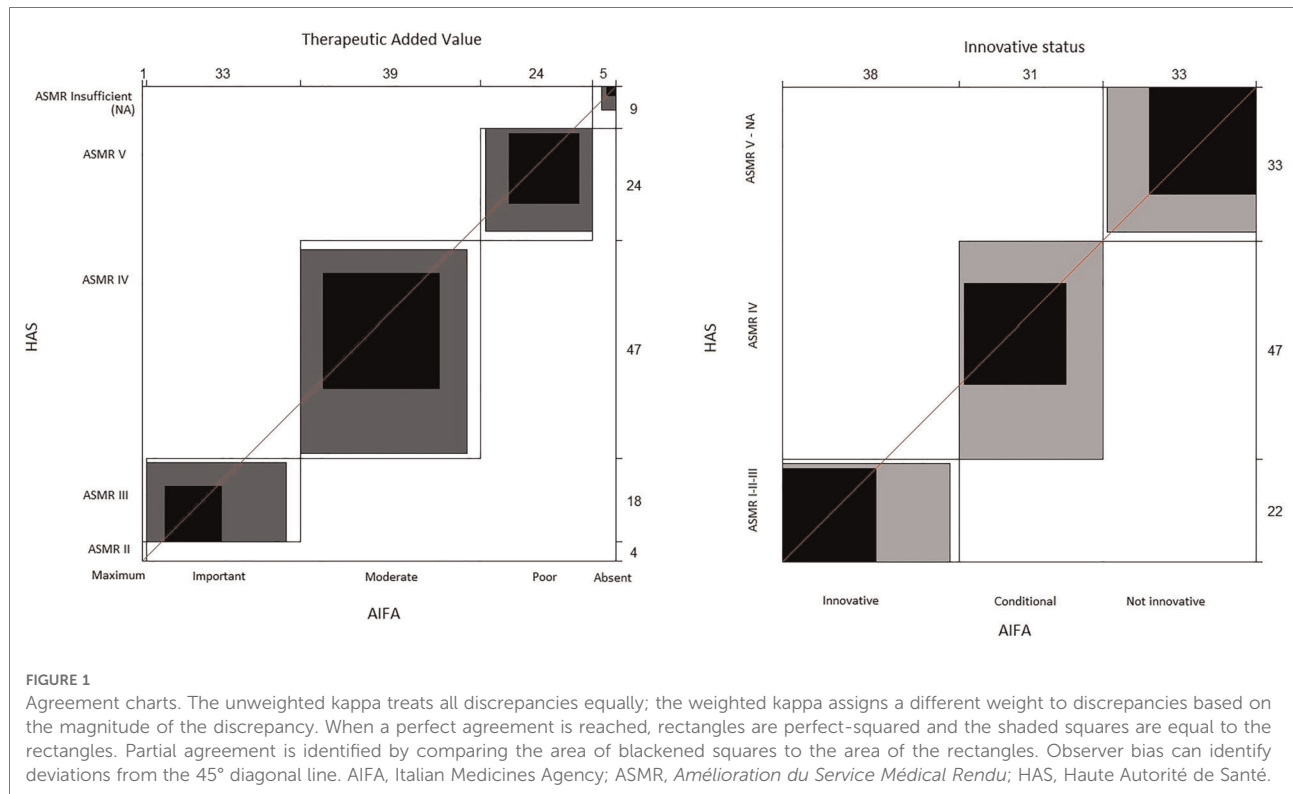 Therapeutic Added Value
1 33 39 24 5
ASMR Insufficient
(NA)
9
ASMR V
24
ASMR IV
HAS
47
ASMR III
18
ASMR II
4
Maximum Important Moderate Poor Absent
AIFA
Innovative status
38 31 33
ASMR V - NA
33
ASMR IV
HAS
47
ASMR I-II-III
22
Innovative Conditional Not innovative
AIFA
FIGURE 1
Agreement charts. The unweighted kappa treats all discrepancies equally; the weighted kappa assigns a different weight to discrepancies based on
the magnitude of the discrepancy. When a perfect agreement is reached, rectangles are perfect-squared and the shaded squares are equal to the
rectangles. Partial agreement is identified by comparing the area of blackened squares to the area of the rectangles. Observer bias can identify
deviations from the 45° diagonal line. AIFA, Italian Medicines Agency; ASMR, Amélioration du Service Médical Rendu; HAS, Haute Autorité de Santé.